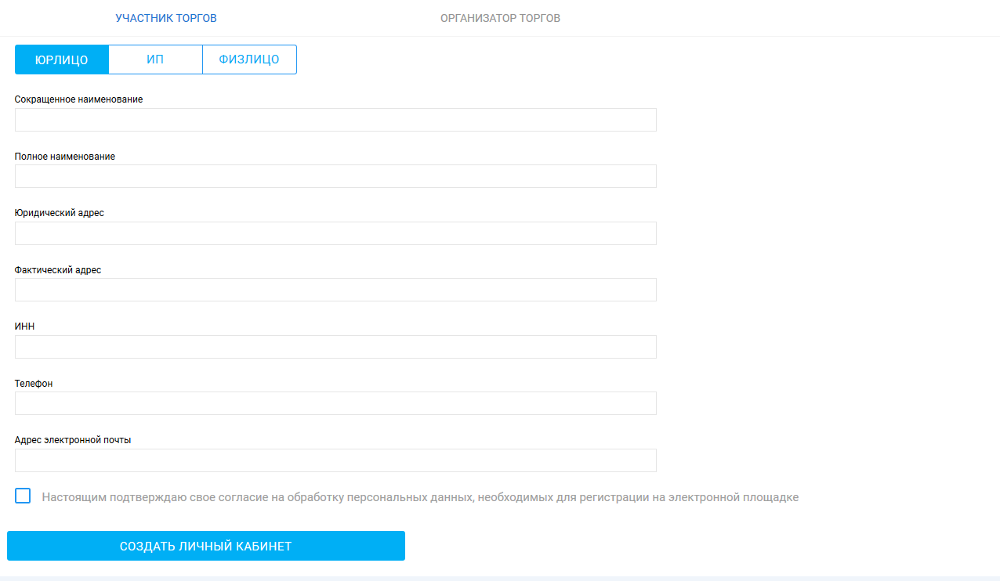 УЧАСТНИК ТОРГОВ
ОРГАНИЗАТОР ТОРГОВ
ЮРЛИЦО
ИП
ФИЗЛИЦО
Сокращенное наименование
Полное наименование
Юридический адрес
Фактический адрес
ИНН
Телефон
Адрес электронной почты
Настоящим подтверждаю свое согласие на обработку персональных данных, необходимых для регистрации на электронной площадке
СОЗДАТЬ ЛИЧНЫЙ КАБИНЕТ